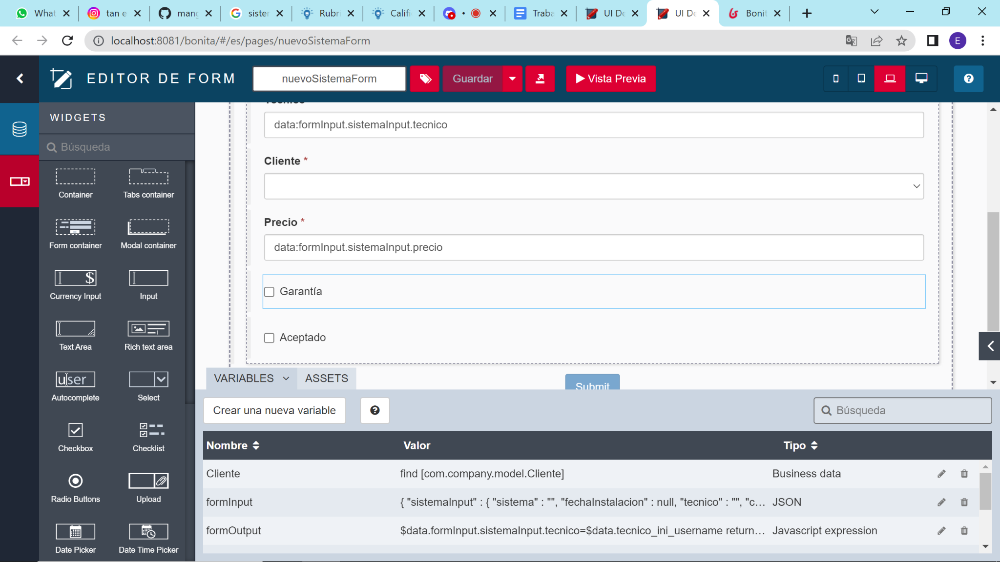 What
tan e
mang
sister
Rubri
Califi
Traba
UI De
UI De
Bonit
localhost:8081/bonita/#/es/pages/nuevoSistemaForm
E
EDITOR DE FORM
nuevoSistemaForm
Guardar
Vista Previa
WIDGETS
Búsqueda
Container
Tabs container
Form container
Modal container
$
Currency Input
Input
Text Area
Rich text area
user
Autocomplete
Select
Checkbox
Checklist
Radio Buttons
Upload
Date Picker
Date Time Picker
Técnico
data:formInput.sistemaInput.tecnico
Cliente *
Precio *
data:formInput.sistemaInput.precio
Garantía
Aceptado
Submit
VARIABLES
ASSETS
Crear una nueva variable
Búsqueda
Nombre
Valor
Tipo
Cliente
find [com.company.model.Cliente]
Business data
formInput
{ "sistemaInput" : { "sistema" : "", "fechaInstalacion" : null, "tecnico" : "", "c...
JSON
formOutput
$data.formInput.sistemaInput.tecnico=$data.tecnico_ini_username return...
Javascript expression